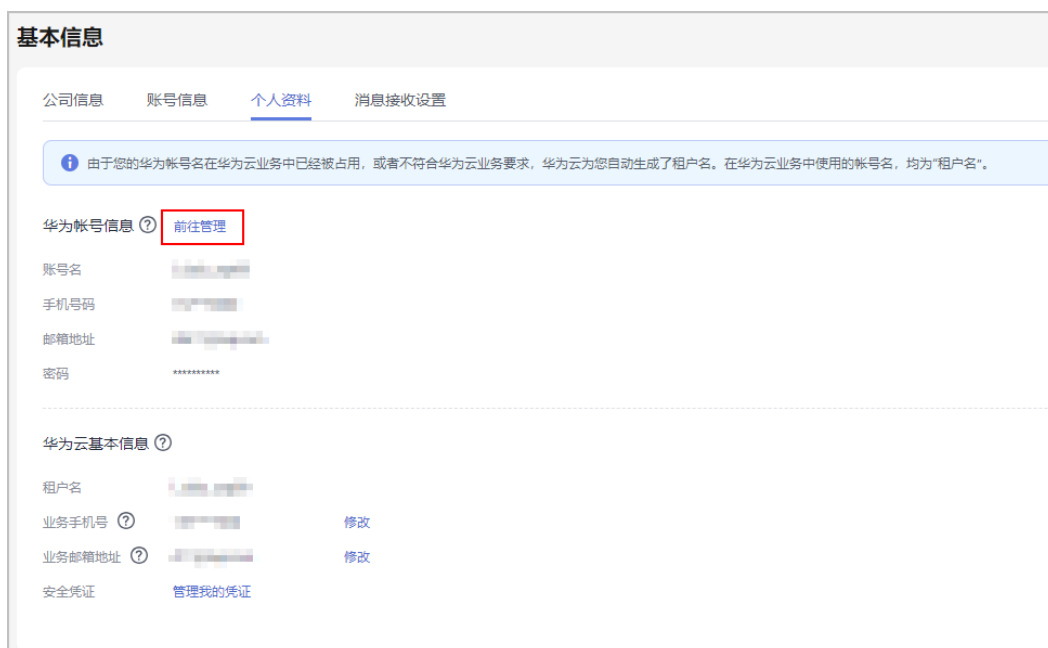 基本信息
公司信息 账号信息 个人资料 消息接收设置
由于您的华为帐号名在华为云业务中已经被占用，或者不符合华为云业务要求，华为云为您自动生成了租户名。在华为云业务中使用的帐号名，均为"租户名"。
华为帐号信息 ? 前往管理
账号名
手机号码
邮箱地址
密码 **********
华为云基本信息 ?
租户名
业务手机号 ? 修改
业务邮箱地址 ? 修改
安全凭证 管理我的凭证